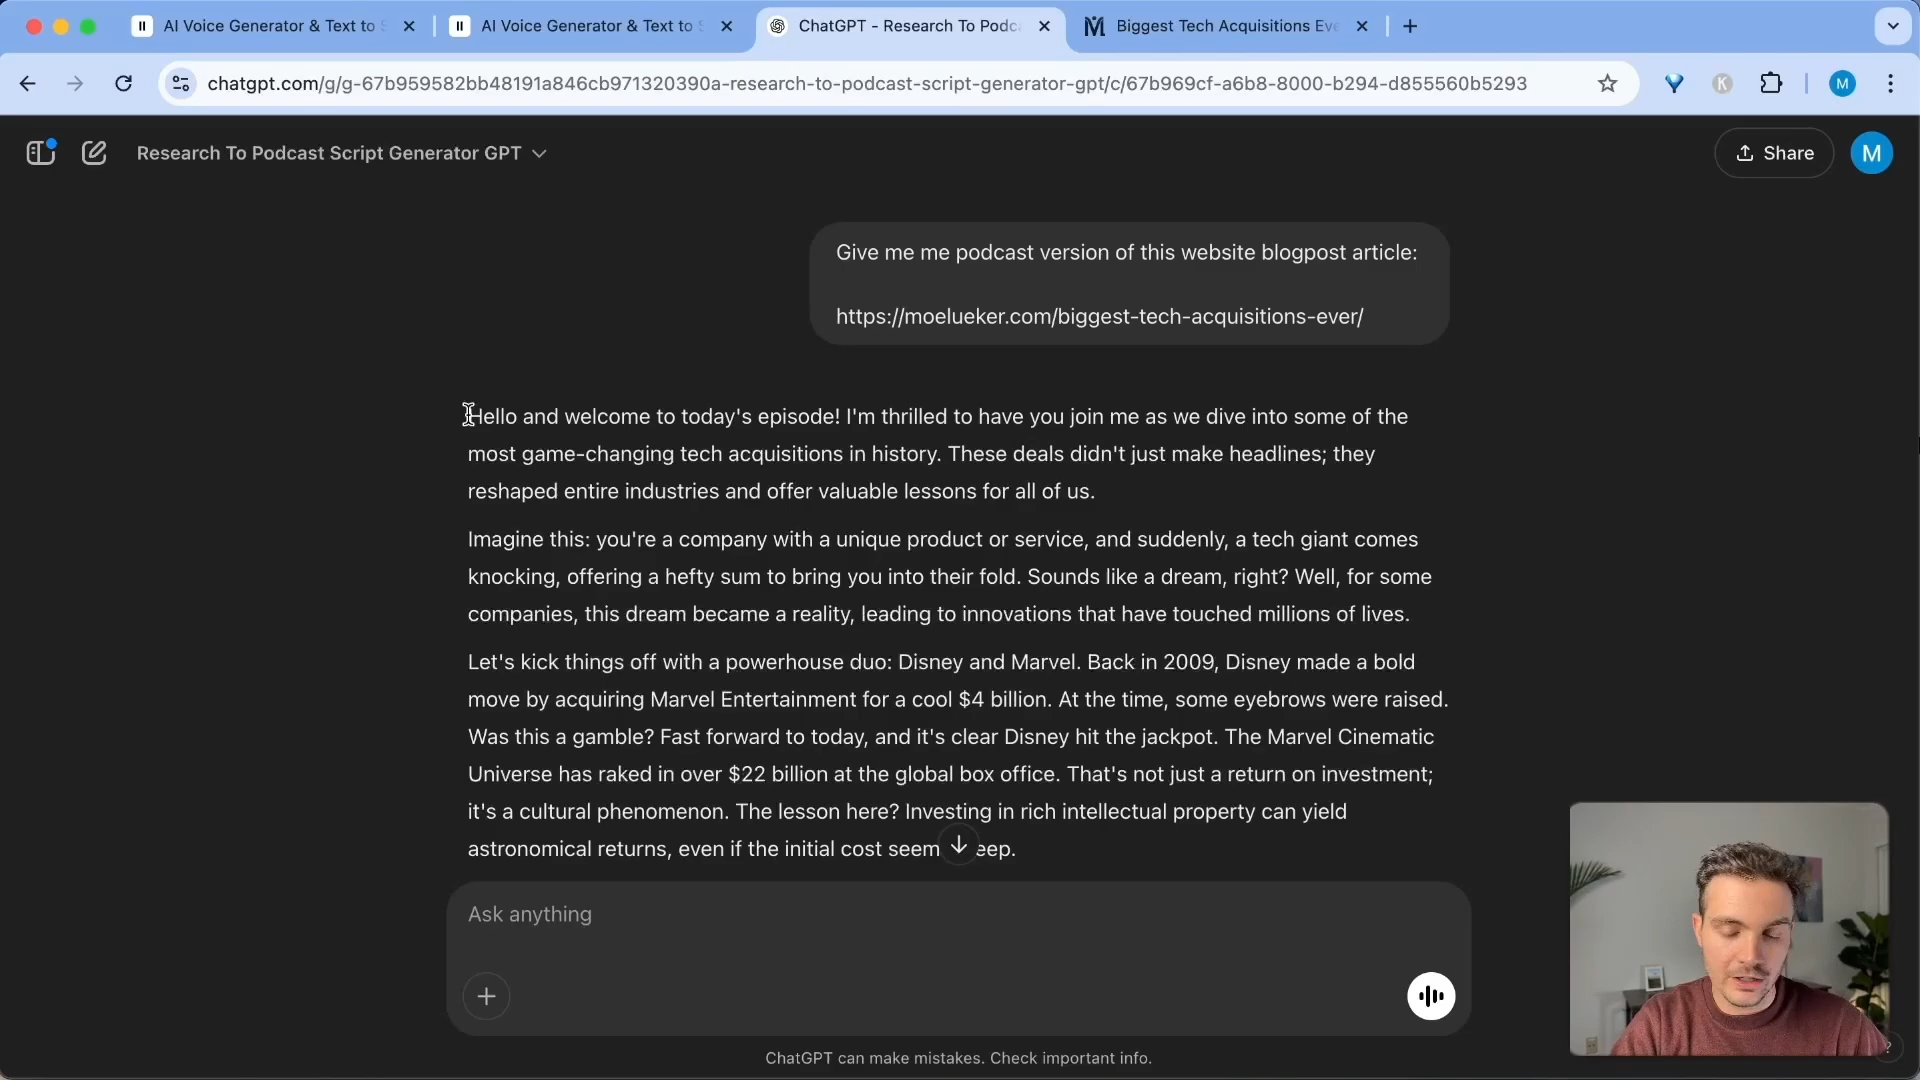 AI Voice Generator & Text to S
AI Voice Generator & Text to S
ChatGPT - Research To Podc
Biggest Tech Acquisitions Eve
chatgpt.com/g/g-67b959582bb48191a846cb971320390a-research-to-podcast-script-generator-gpt/c/67b969cf-a6b8-8000-b294-d855560b5293
K
M
Research To Podcast Script Generator GPT
Share
M
Give me me podcast version of this website blogpost article:
https://moelueker.com/biggest-tech-acquisitions-ever/
Hello and welcome to today's episode! I'm thrilled to have you join me as we dive into some of the
most game-changing tech acquisitions in history. These deals didn't just make headlines; they
reshaped entire industries and offer valuable lessons for all of us.
Imagine this: you're a company with a unique product or service, and suddenly, a tech giant comes
knocking, offering a hefty sum to bring you into their fold. Sounds like a dream, right? Well, for some
companies, this dream became a reality, leading to innovations that have touched millions of lives.
Let's kick things off with a powerhouse duo: Disney and Marvel. Back in 2009, Disney made a bold
move by acquiring Marvel Entertainment for a cool $4 billion. At the time, some eyebrows were raised.
Was this a gamble? Fast forward to today, and it's clear Disney hit the jackpot. The Marvel Cinematic
Universe has raked in over $22 billion at the global box office. That's not just a return on investment;
it's a cultural phenomenon. The lesson here? Investing in rich intellectual property can yield
astronomical returns, even if the initial cost seem eep.
Ask anything
ChatGPT can make mistakes. Check important info.
?